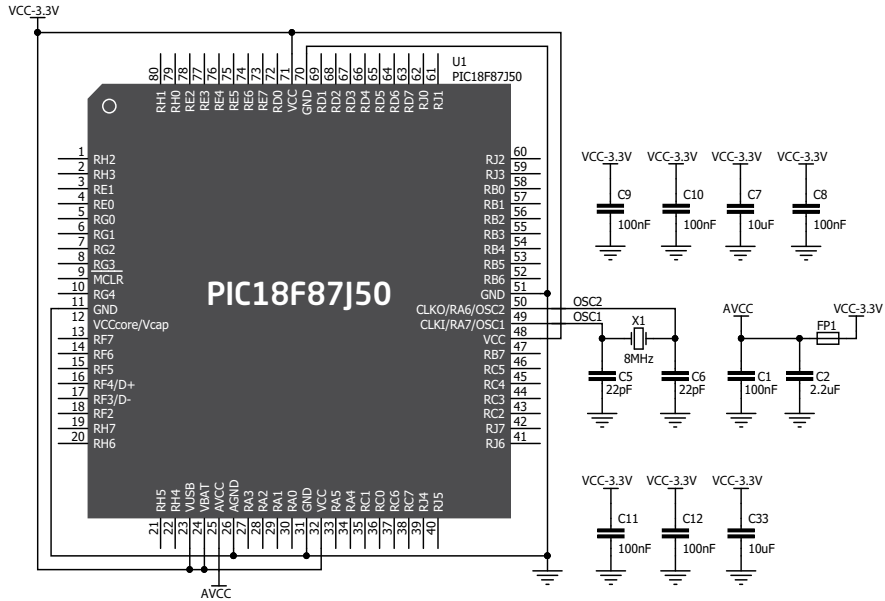 VCC-3.3V
80 79 78 77 76 75 74 73 72 71 70 69 68 67 66 65 64 63 62 61
RH1 RH0 RE2 RE3 RE4 RE5 RE6 RE7 RD0 VCC GND RD1 RD2 RD3 RD4 RD5 RD6 RD7 RJ0 RJ1
U1
PIC18F87J50
1 RH2
2 RH3
3 RE1
4 RE0
5 RG0
6 RG1
7 RG2
8 RG3
9 MCLR
10 RG4
11 GND
12 VCCcore/Vcap
13 RF7
14 RF6
15 RF5
16 RF4/D+
17 RF3/D-
18 RF2
19 RH7
20 RH6
PIC18F87J50
RJ2 60
RJ3 59
RB0 58
RB1 57
RB2 56
RB3 55
RB4 54
RB5 53
RB6 52
GND 51
CLKO/RA6/OSC2 50
CLKI/RA7/OSC1 49
VCC 48
RB7 47
RC5 46
RC4 45
RC3 44
RC2 43
RJ7 42
RJ6 41
RH5 RH4 VUSB VBAT AVCC AGND RA3 RA2 RA1 RA0 GND VCC RA5 RA4 RC1 RC0 RC6 RC7 RJ4 RJ5
21 22 23 24 25 26 27 28 29 30 31 32 33 34 35 36 37 38 39 40
AVCC
OSC2
OSC1
X1
8MHz
C5
22pF
C6
22pF
VCC-3.3V VCC-3.3V VCC-3.3V VCC-3.3V
C9 C10 C7 C8
100nF 100nF 10uF 100nF
AVCC
FP1
VCC-3.3V
C1 C2
100nF 2.2uF
VCC-3.3V VCC-3.3V VCC-3.3V
C11 C12 C33
100nF 100nF 10uF